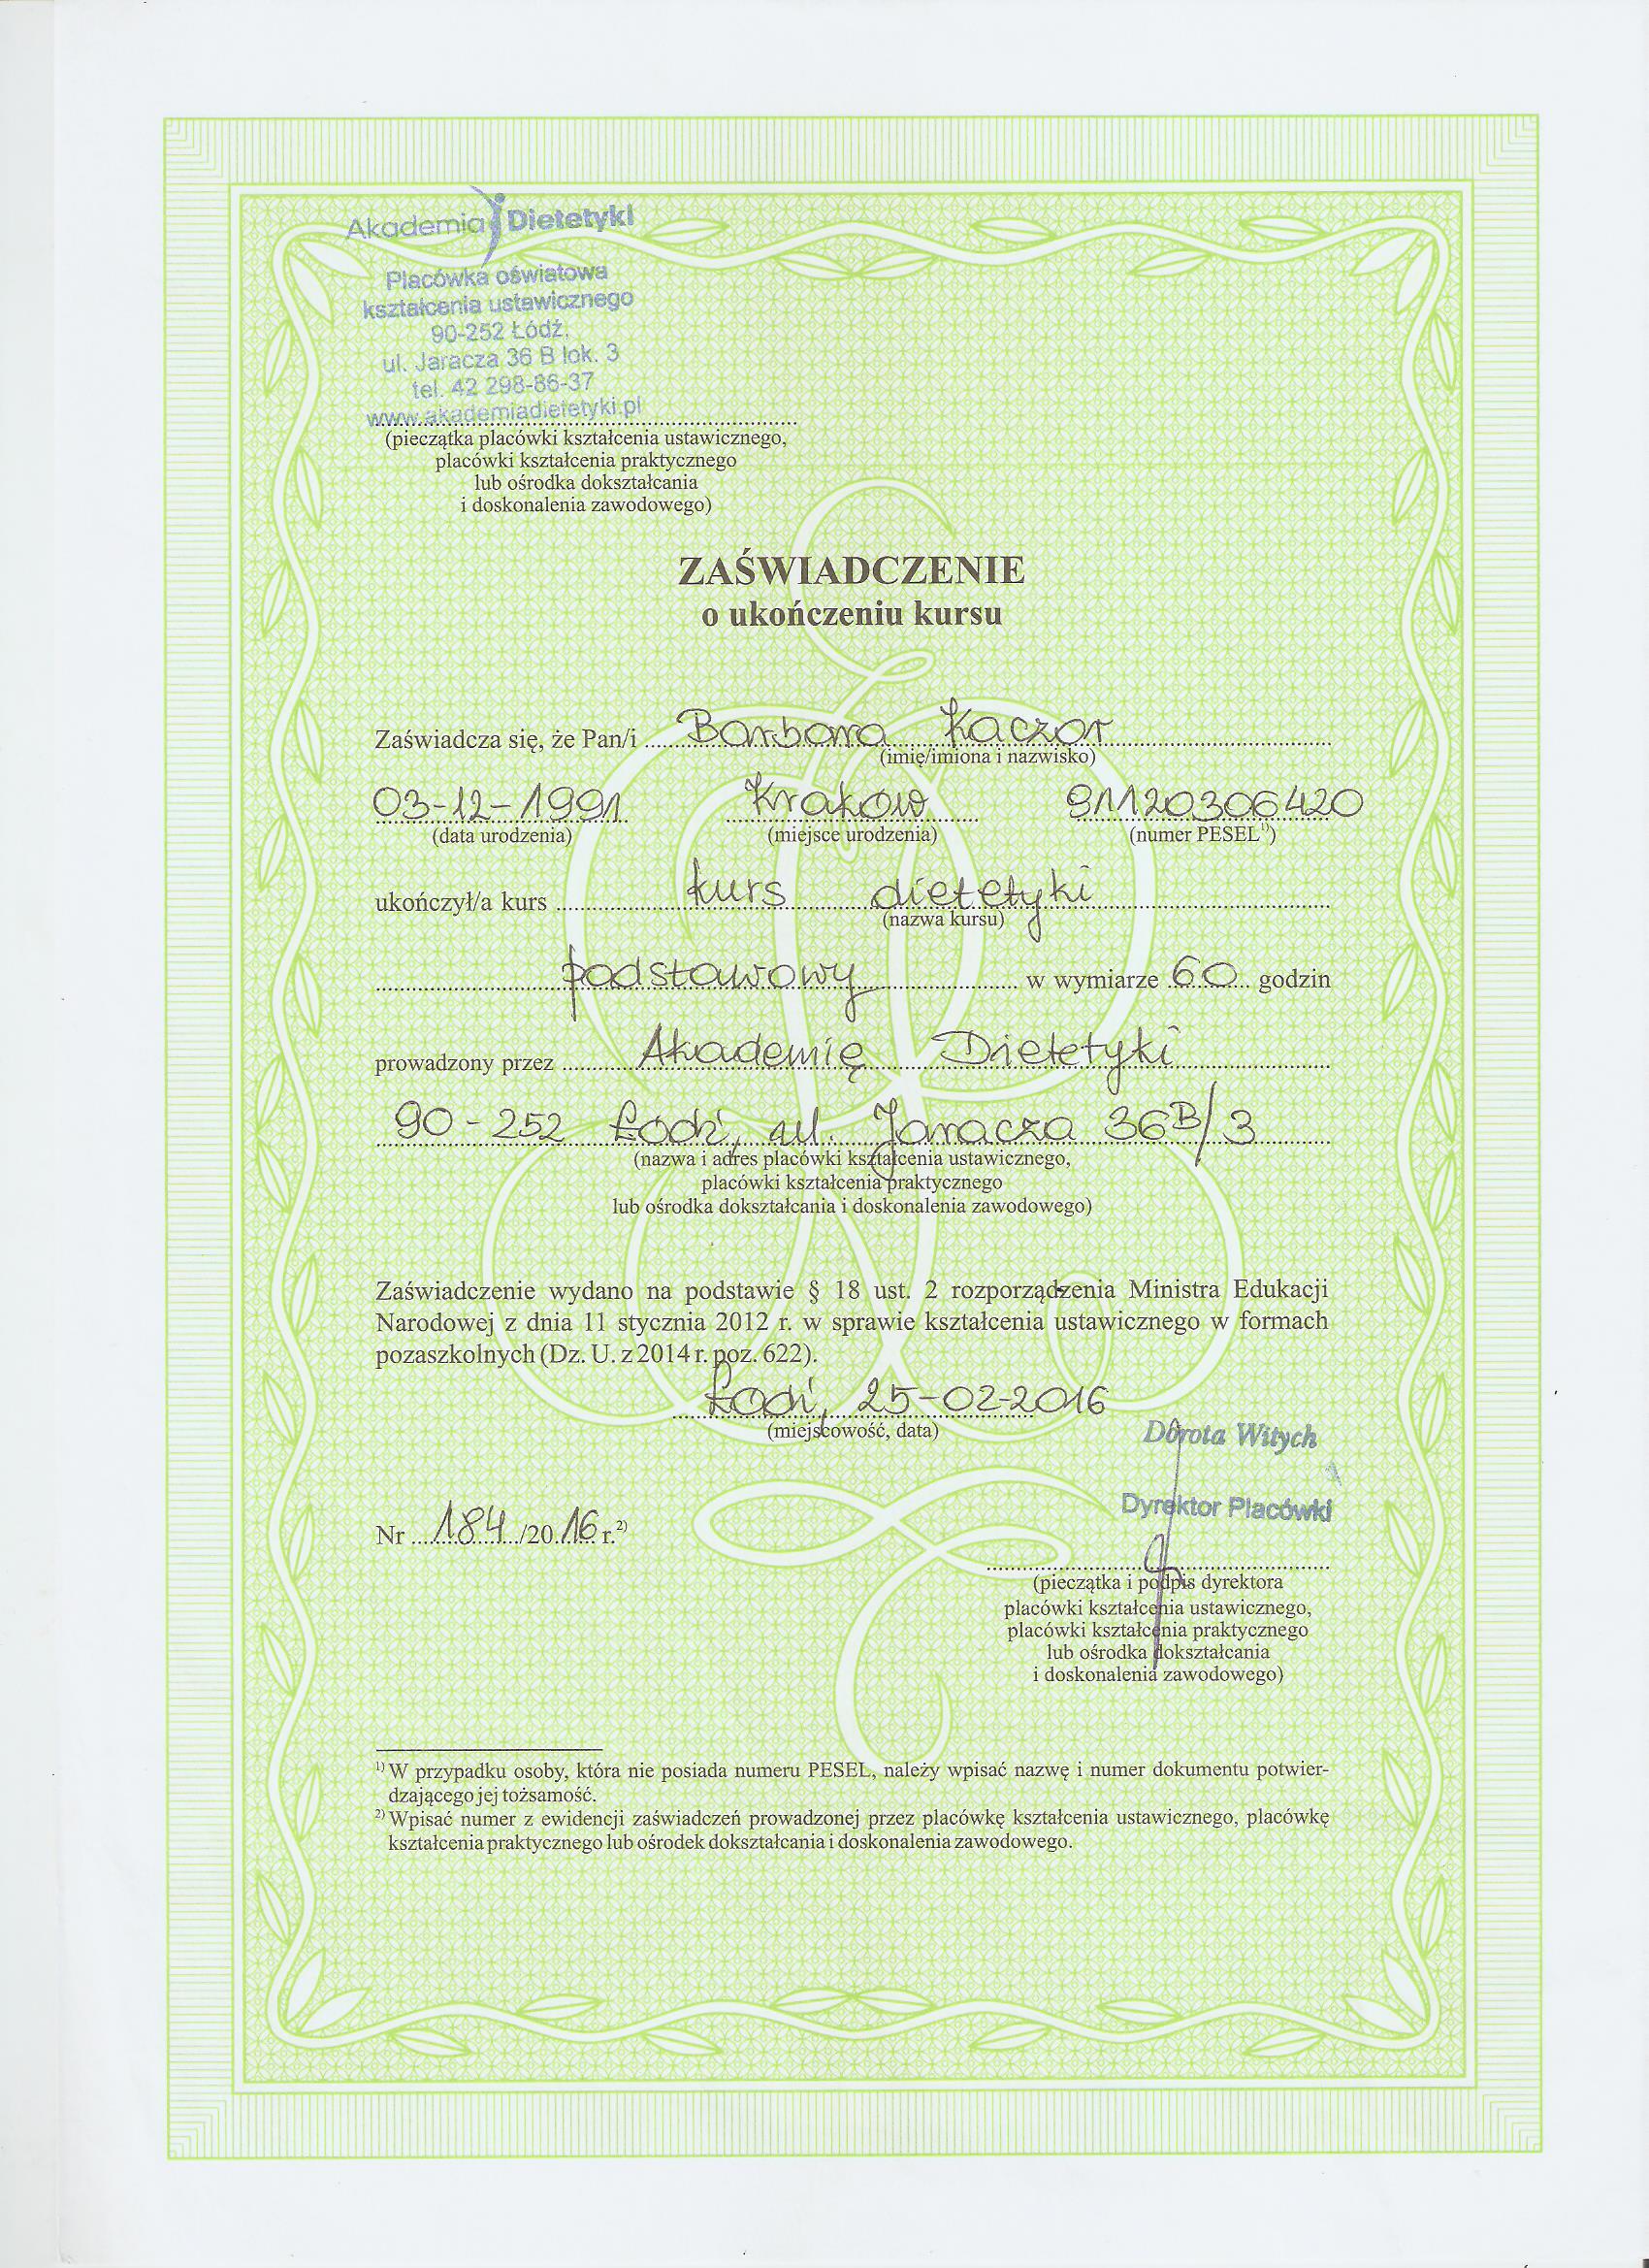 Akademia Dietetyki
Placówka oświatowa
kształcenia ustawicznego
90-252 Łódź,
ul. Jaracza 36 B lok. 3
tel. 42 298-86-37
www.akademiadietetyki.pl
(pieczątka placówki kształcenia ustawicznego,
placówki kształcenia praktycznego
lub ośrodka dokształcania
i doskonalenia zawodowego)
ZAŚWIADCZENIE
o ukończeniu kursu
Zaświadcza się, że Pan/i Barbara Kaczor
(imię/imiona i nazwisko)
03-12-1991 Kraków 91120306420
(data urodzenia) (miejsce urodzenia) (numer PESEL¹⁾)
ukończył/a kurs kurs dietetyki
(nazwa kursu)
podstawowy w wymiarze 60 godzin
prowadzony przez Akademię Dietetyki
90-252 Łódź, ul. Jaracza 36B/3
(nazwa i adres placówki kształcenia ustawicznego,
placówki kształcenia praktycznego
lub ośrodka dokształcania i doskonalenia zawodowego)
Zaświadczenie wydano na podstawie § 18 ust. 2 rozporządzenia Ministra Edukacji
Narodowej z dnia 11 stycznia 2012 r. w sprawie kształcenia ustawicznego w formach
pozaszkolnych (Dz. U. z 2014 r. poz. 622).
Łódź, 25-02-2016
(miejscowość, data)
Dorota Witych
Dyrektor Placówki
Nr 184/2016 r.²⁾
(pieczątka i podpis dyrektora
placówki kształcenia ustawicznego,
placówki kształcenia praktycznego
lub ośrodka dokształcania
i doskonalenia zawodowego)
¹⁾ W przypadku osoby, która nie posiada numeru PESEL, należy wpisać nazwę i numer dokumentu potwier-
dzającego jej tożsamość.
²⁾ Wpisać numer z ewidencji zaświadczeń prowadzonej przez placówkę kształcenia ustawicznego, placówkę
kształcenia praktycznego lub ośrodek dokształcania i doskonalenia zawodowego.